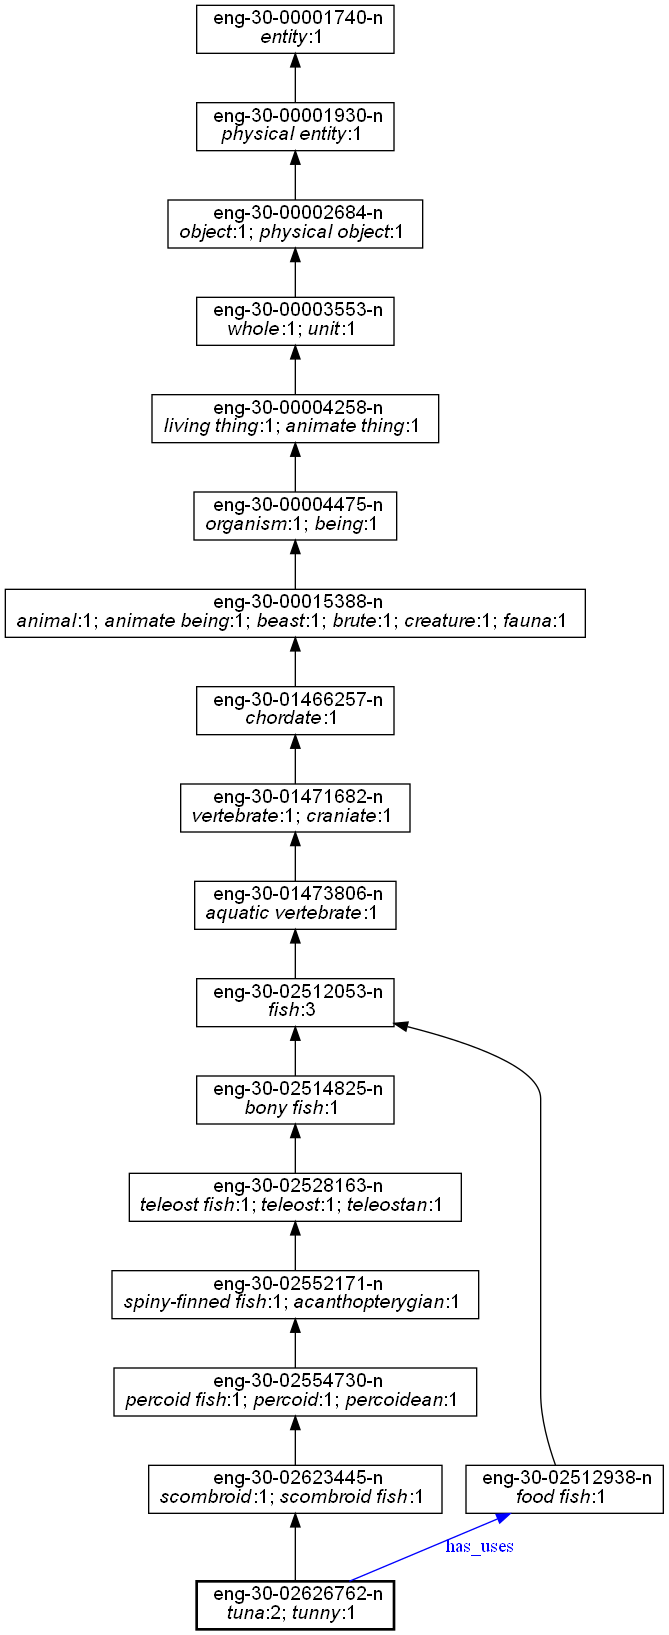 eng-30-00001740-n
entity:1
eng-30-00001930-n
physical entity:1
eng-30-00002684-n
object:1; physical object:1
eng-30-00003553-n
whole:1; unit:1
eng-30-00004258-n
living thing:1; animate thing:1
eng-30-00004475-n
organism:1; being:1
eng-30-00015388-n
animal:1; animate being:1; beast:1; brute:1; creature:1; fauna:1
eng-30-01466257-n
chordate:1
eng-30-01471682-n
vertebrate:1; craniate:1
eng-30-01473806-n
aquatic vertebrate:1
eng-30-02512053-n
fish:3
eng-30-02514825-n
bony fish:1
eng-30-02528163-n
teleost fish:1; teleost:1; teleostan:1
eng-30-02552171-n
spiny-finned fish:1; acanthopterygian:1
eng-30-02554730-n
percoid fish:1; percoid:1; percoidean:1
eng-30-02623445-n
scombroid:1; scombroid fish:1
eng-30-02512938-n
food fish:1
has_uses
eng-30-02626762-n
tuna:2; tunny:1